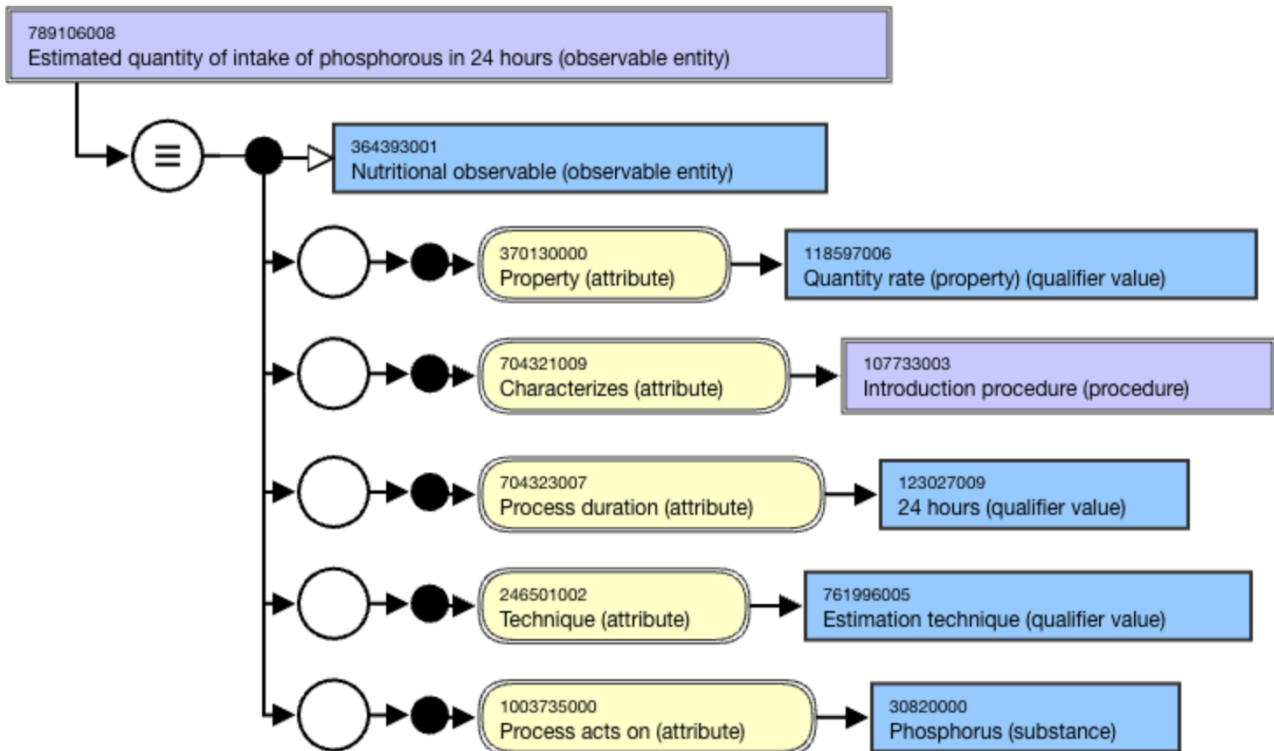 789106008
Estimated quantity of intake of phosphorous in 24 hours (observable entity)
364393001
Nutritional observable (observable entity)
370130000
Property (attribute)
118597006
Quantity rate (property) (qualifier value)
704321009
Characterizes (attribute)
107733003
Introduction procedure (procedure)
704323007
Process duration (attribute)
123027009
24 hours (qualifier value)
246501002
Technique (attribute)
761996005
Estimation technique (qualifier value)
1003735000
Process acts on (attribute)
30820000
Phosphorus (substance)